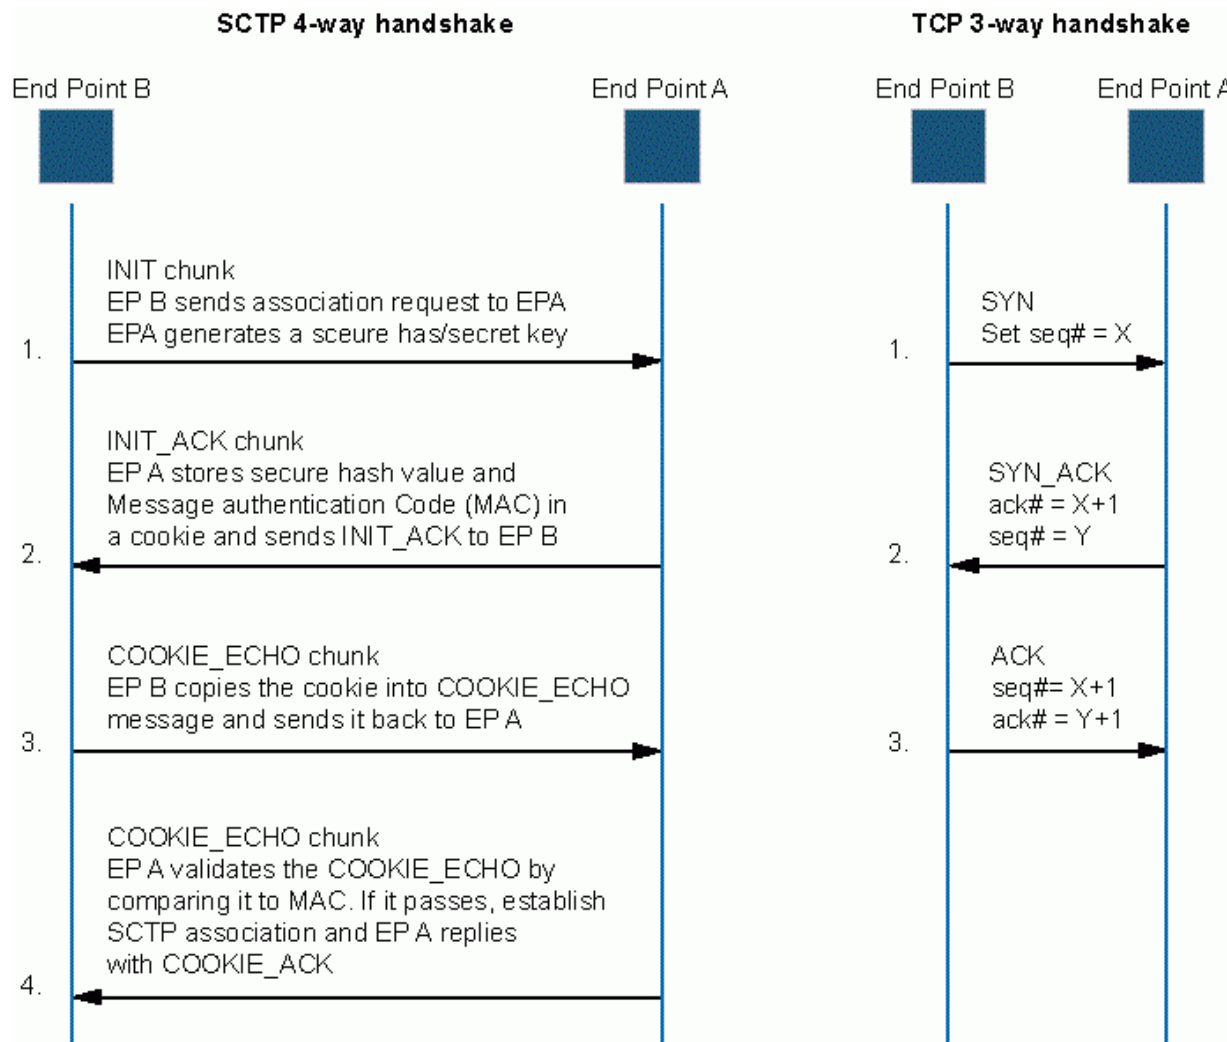 SCTP 4-way handshake
End Point B
End Point A
INIT chunk
EP B sends association request to EPA
EPA generates a sceure has/secret key
1.
INIT_ACK chunk
EP A stores secure hash value and
Message authentication Code (MAC) in
a cookie and sends INIT_ACK to EP B
2.
COOKIE_ECHO chunk
EP B copies the cookie into COOKIE_ECHO
message and sends it back to EP A
3.
COOKIE_ECHO chunk
EP A validates the COOKIE_ECHO by
comparing it to MAC. If it passes, establish
SCTP association and EP A replies
with COOKIE_ACK
4.
TCP 3-way handshake
End Point B
End Point A
SYN
Set seq# = X
1.
SYN_ACK
ack# = X+1
seq# = Y
2.
ACK
seq#= X+1
ack# = Y+1
3.